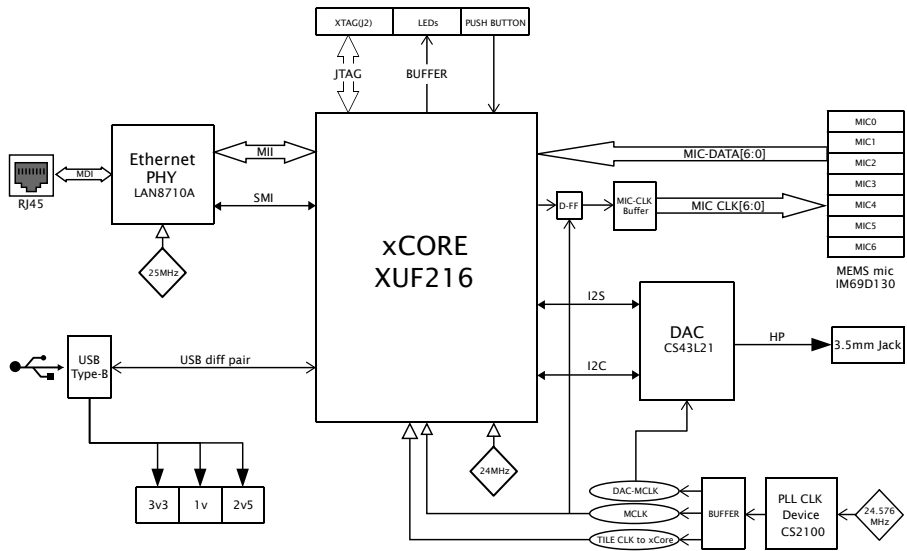 XTAG(J2)
LEDs
PUSH BUTTON
JTAG
BUFFER
MIC0
MIC1
MIC2
MIC3
MIC4
MIC5
MIC6
MEMS mic
IM69D130
Ethernet
PHY
LAN8710A
MII
MIC-DATA[6:0]
MDI
RJ45
SMI
D-FF
MIC-CLK
Buffer
MIC CLK[6:0]
xCORE
XUF216
25MHz
I2S
DAC
CS43L21
HP
3.5mm Jack
USB
Type-B
USB diff pair
I2C
24MHz
3v3
1v
2v5
DAC-MCLK
MCLK
TILE CLK to xCore
BUFFER
PLL CLK
Device
CS2100
24.576
MHz